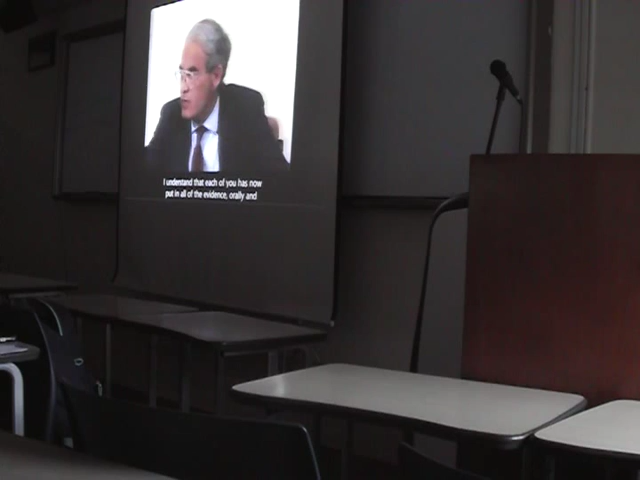 I understand that each of you has now
put in all of the evidence, orally and